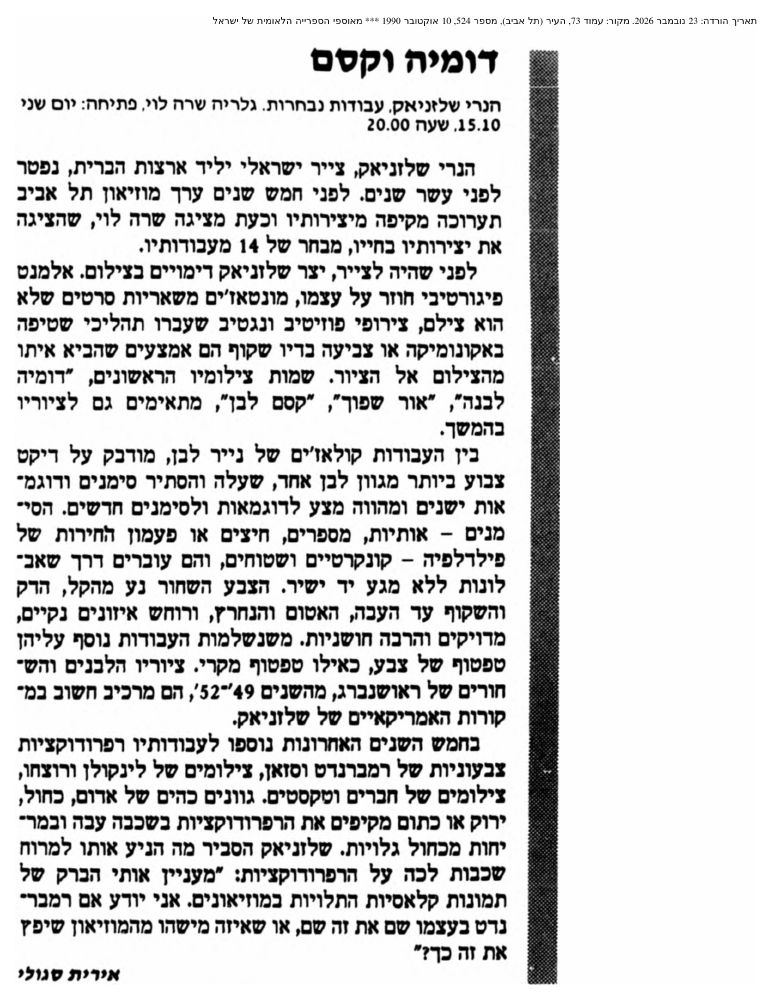 תאריך הורדה: 23 נובמבר 2026. מקור: עמוד 73, העיר (תל אביב), מספר 524, 10 אוקטובר 1990 *** מאוספי הספרייה הלאומית של ישראל
דומיה וקסם
הנרי שלזניאק, עבודות נבחרות. גלריה שרה לוי, פתיחה: יום שני
15.10, שעה 20.00
הנרי שלזניאק, צייר ישראלי יליד ארצות הברית, נפטר
לפני עשר שנים. לפני חמש שנים ערך מוזיאון תל אביב
תערוכה מקיפה מיצירותיו וכעת מציגה שרה לוי, שהציגה
את יצירותיו בחייו, מבחר של 14 מעבודותיו.
לפני שהיה לצייר, יצר שלזניאק דימויים בצילום. אלמנט
פיגורטיבי חוזר על עצמו, מונטאז'ים משאריות סרטים שלא
הוא צילם, צירופי פוזיטיב ונגטיב שעברו תהליכי שטיפה
באקונומיקה או צביעה בדיו שקוף הם אמצעים שהביא איתו
מהצילום אל הציור. שמות צילומיו הראשונים, "דומיה
לבנה", "אור שפוך", "קסם לבן", מתאימים גם לציוריו
בהמשך.
בין העבודות קולאז'ים של נייר לבן, מודבק על דיקט
צבוע ביותר מגוון לבן אחד, שעלה והסתיר סימנים ודוגמ־
אות ישנים ומהווה מצע לדוגמאות ולסימנים חדשים. הסי־
מנים – אותיות, מספרים, חיצים או פעמון החירות של
פילדלפיה – קונקרטיים ושטוחים, והם עוברים דרך שאב־
לונות ללא מגע יד ישיר. הצבע השחור נע מהקל, הדק
והשקוף עד העבה, האטום והנחרץ, ורוחש איזונים נקיים,
מדויקים והרבה חושניות. משנשלמות העבודות נוסף עליהן
טפטוף של צבע, כאילו טפטוף מקרי. ציוריו הלבנים והש־
חורים של ראושנברג, מהשנים 49'־52', הם מרכיב חשוב במ־
קורות האמריקאיים של שלזניאק.
בחמש השנים האחרונות נוספו לעבודותיו רפרודוקציות
צבעוניות של רמברנדט וסזאן, צילומים של לינקולן ורוצחו,
צילומים של חברים וטקסטים. גוונים כהים של אדום, כחול,
ירוק או כתום מקיפים את הרפרודוקציות בשכבה עבה ובמר־
יחות מכחול גלויות. שלזניאק הסביר מה הניע אותו למרוח
שכבות לכה על הרפרודוקציות: "מעניין אותי הברק של
תמונות קלאסיות התלויות במוזיאונים. אני יודע אם רמבר־
נדט בעצמו שם את זה שם, או שאיזה מישהו מהמוזיאון שיפץ
את זה כך?"
אירית סגולי